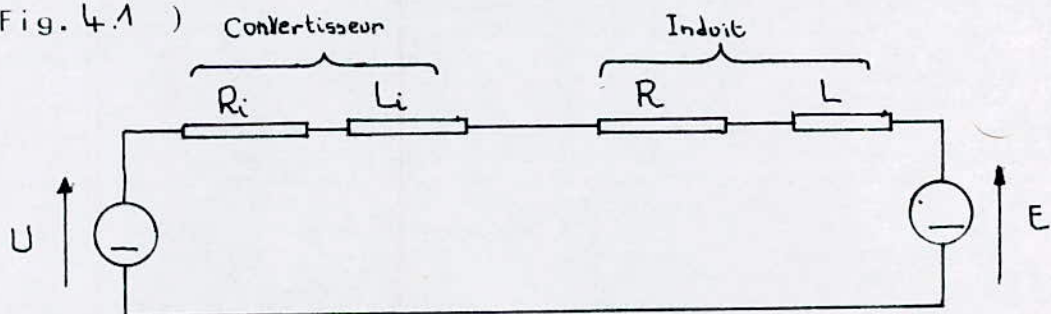 Fig. 4.1 )
Convertisseur
Induit
Ri Li R L
U
E